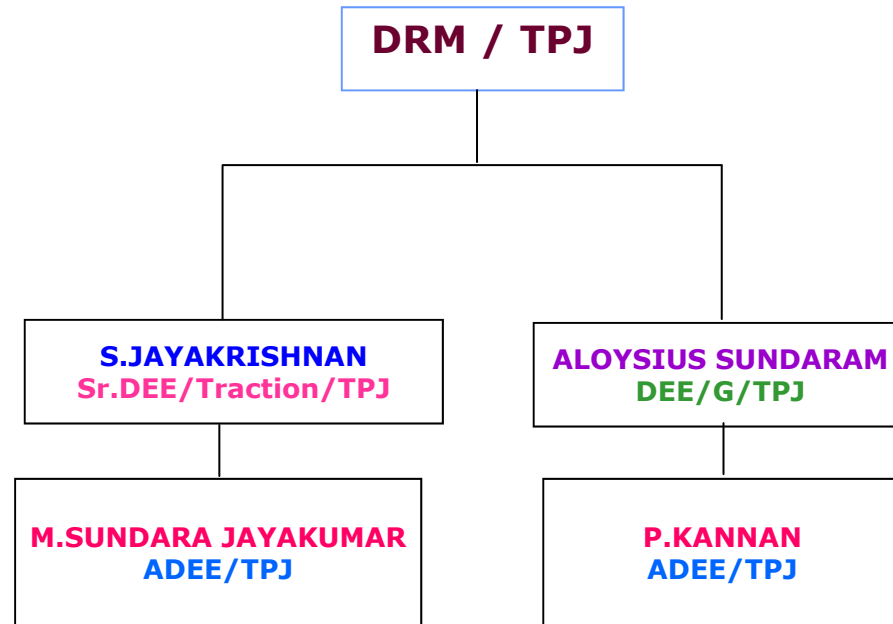 DRM / TPJ
S.JAYAKRISHNAN
Sr.DEE/Traction/TPJ
ALOYSIUS SUNDARAM
DEE/G/TPJ
M.SUNDARA JAYAKUMAR
ADEE/TPJ
P.KANNAN
ADEE/TPJ